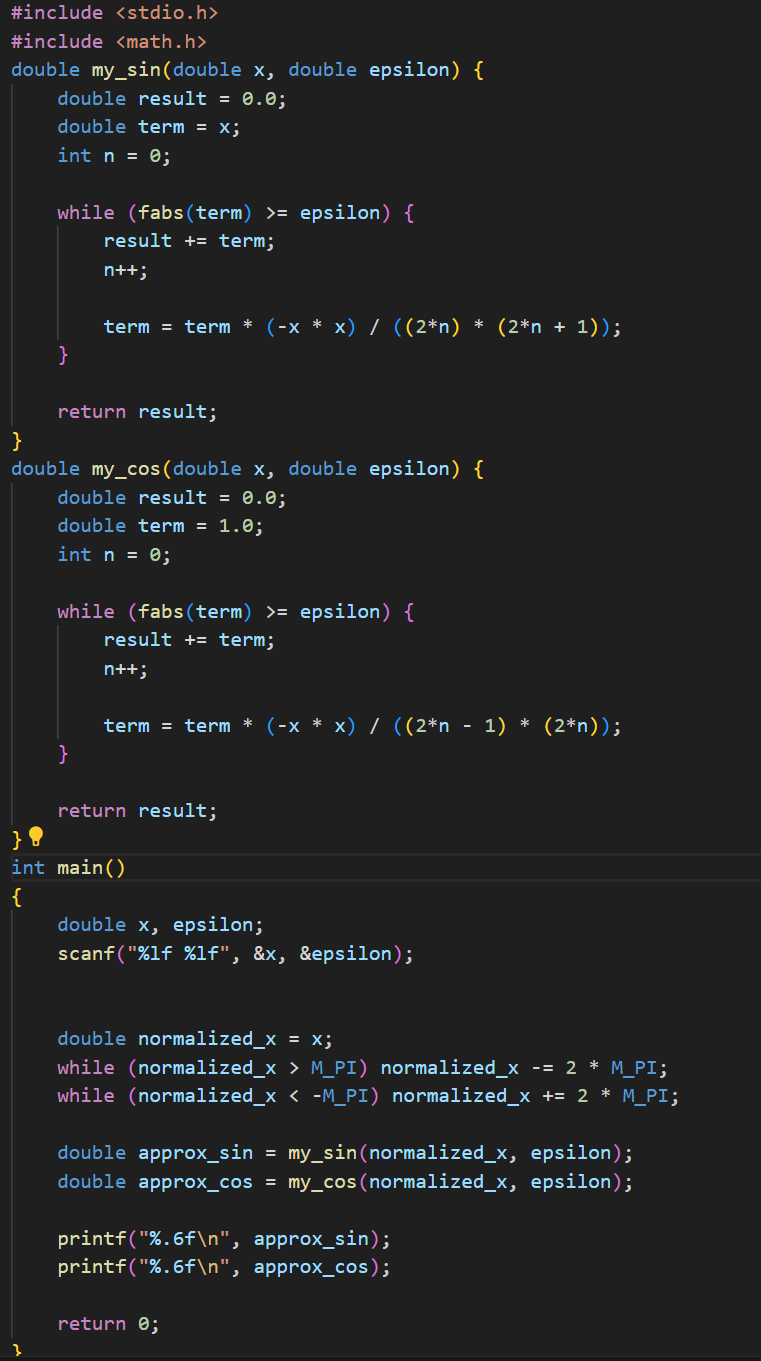 #include <stdio.h>
#include <math.h>
double my_sin(double x, double epsilon) {
    double result = 0.0;
    double term = x;
    int n = 0;

    while (fabs(term) >= epsilon) {
        result += term;
        n++;

        term = term * (-x * x) / ((2*n) * (2*n + 1));
    }

    return result;
}
double my_cos(double x, double epsilon) {
    double result = 0.0;
    double term = 1.0;
    int n = 0;

    while (fabs(term) >= epsilon) {
        result += term;
        n++;

        term = term * (-x * x) / ((2*n - 1) * (2*n));
    }

    return result;
}
int main()
{
    double x, epsilon;
    scanf("%lf %lf", &x, &epsilon);


    double normalized_x = x;
    while (normalized_x > M_PI) normalized_x -= 2 * M_PI;
    while (normalized_x < -M_PI) normalized_x += 2 * M_PI;

    double approx_sin = my_sin(normalized_x, epsilon);
    double approx_cos = my_cos(normalized_x, epsilon);

    printf("%.6f\n", approx_sin);
    printf("%.6f\n", approx_cos);

    return 0;
}